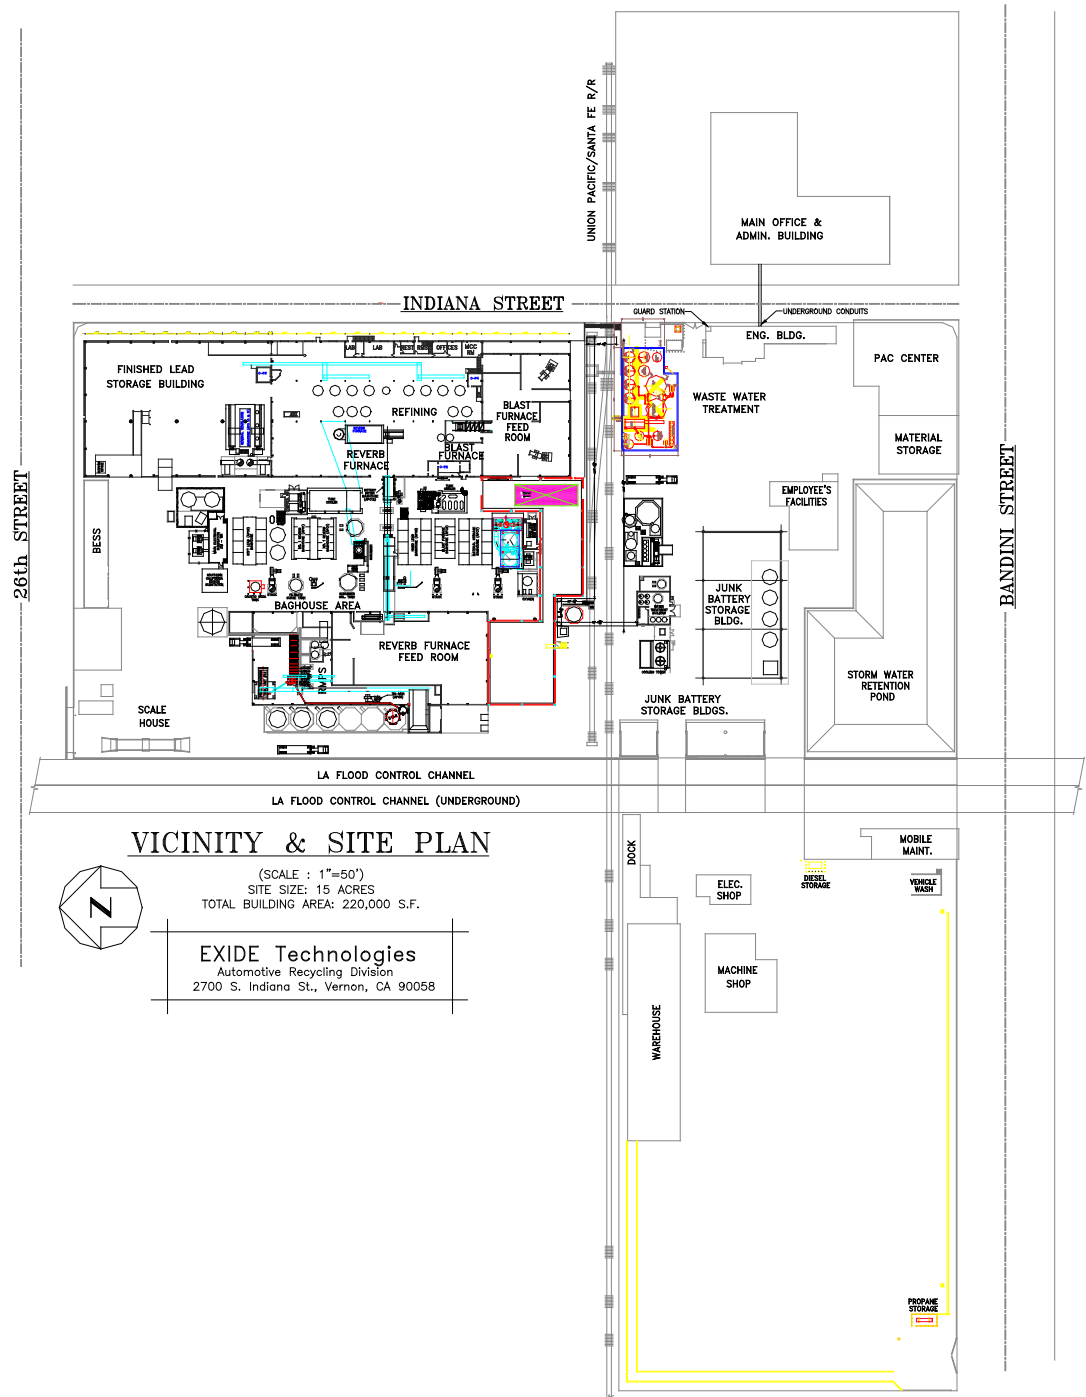 UNION PACIFIC/SANTA FE R/R
MAIN OFFICE &
ADMIN. BUILDING
INDIANA STREET
GUARD STATION
UNDERGROUND CONDUITS
ENG. BLDG.
PAC CENTER
FINISHED LEAD
STORAGE BUILDING
LAB
LAB
REST
RMS
OFFICES
MCC
RM
REFINING
BLAST
FURNACE
FEED
ROOM
REVERB
FURNACE
BLAST
FURNACE
WASTE WATER
TREATMENT
MATERIAL
STORAGE
26th STREET
BESS
BANDINI STREET
EMPLOYEE'S
FACILITIES
BAGHOUSE AREA
JUNK
BATTERY
STORAGE
BLDG.
REVERB FURNACE
FEED ROOM
STORM WATER
RETENTION
POND
SCALE
HOUSE
JUNK BATTERY
STORAGE BLDGS.
LA FLOOD CONTROL CHANNEL
LA FLOOD CONTROL CHANNEL (UNDERGROUND)
VICINITY & SITE PLAN
(SCALE : 1"=50')
SITE SIZE: 15 ACRES
TOTAL BUILDING AREA: 220,000 S.F.
N
EXIDE Technologies
Automotive Recycling Division
2700 S. Indiana St., Vernon, CA 90058
DOCK
MOBILE
MAINT.
DIESEL
STORAGE
VEHICLE
WASH
ELEC.
SHOP
MACHINE
SHOP
WAREHOUSE
PROPANE
STORAGE